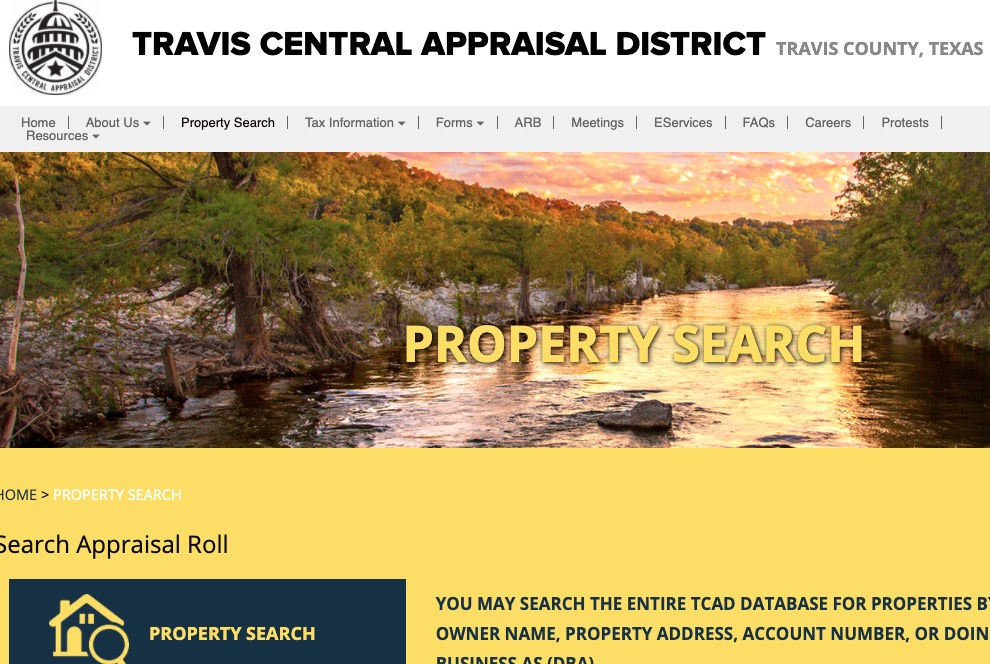 TRAVIS CENTRAL APPRAISAL DISTRICT
TRAVIS CENTRAL APPRAISAL DISTRICT TRAVIS COUNTY, TEXAS
Home | About Us | Property Search | Tax Information | Forms | ARB | Meetings | EServices | FAQs | Careers | Protests |
Resources
PROPERTY SEARCH
HOME > PROPERTY SEARCH
Search Appraisal Roll
PROPERTY SEARCH
YOU MAY SEARCH THE ENTIRE TCAD DATABASE FOR PROPERTIES BY
OWNER NAME, PROPERTY ADDRESS, ACCOUNT NUMBER, OR DOIN
BUSINESS AS (DBA)